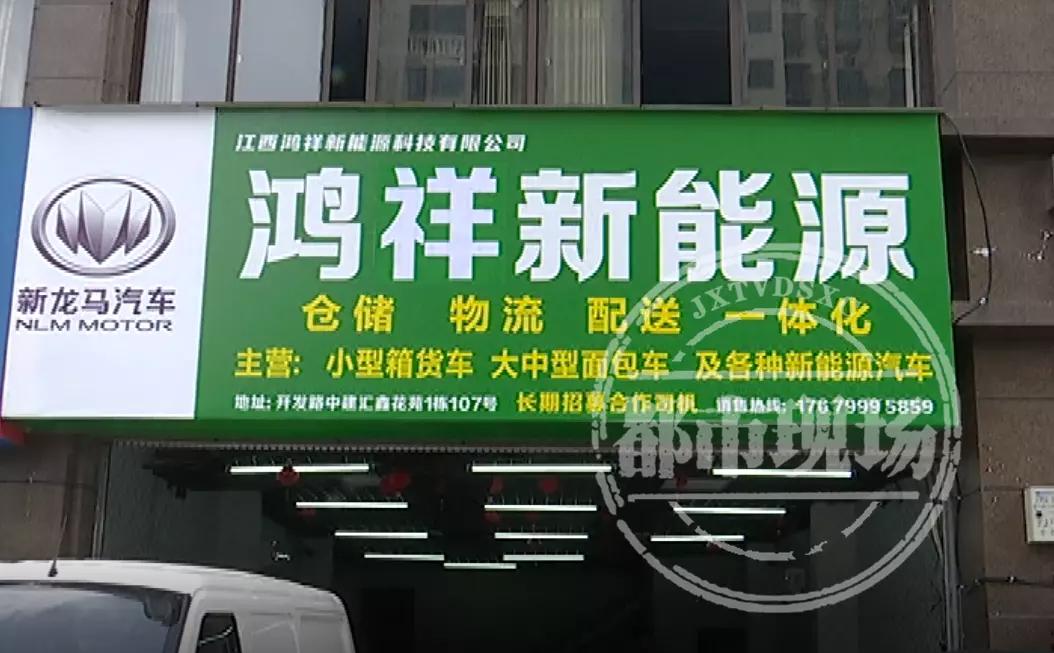 江西鸿祥新能源科技有限公司
鸿祥新能源
新龙马汽车
NLM MOTOR
仓储 物流 配送 一体化
主营: 小型箱货车 大中型面包车 及各种新能源汽车
地址: 开发路中建汇鑫花苑1栋107号 长期招募合作司机 销售热线: 176 7999 5859
JXTVDSXC
都市现场